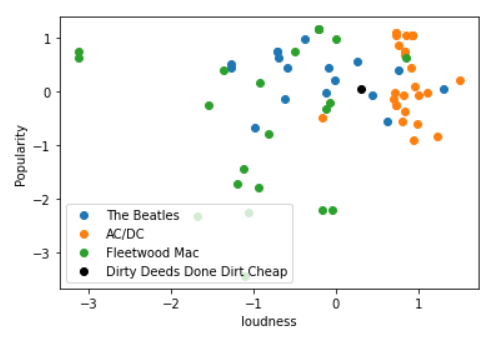 1
0
−1
−2
−3
Popularity
The Beatles
AC/DC
Fleetwood Mac
Dirty Deeds Done Dirt Cheap
−3 −2 −1 0 1
loudness